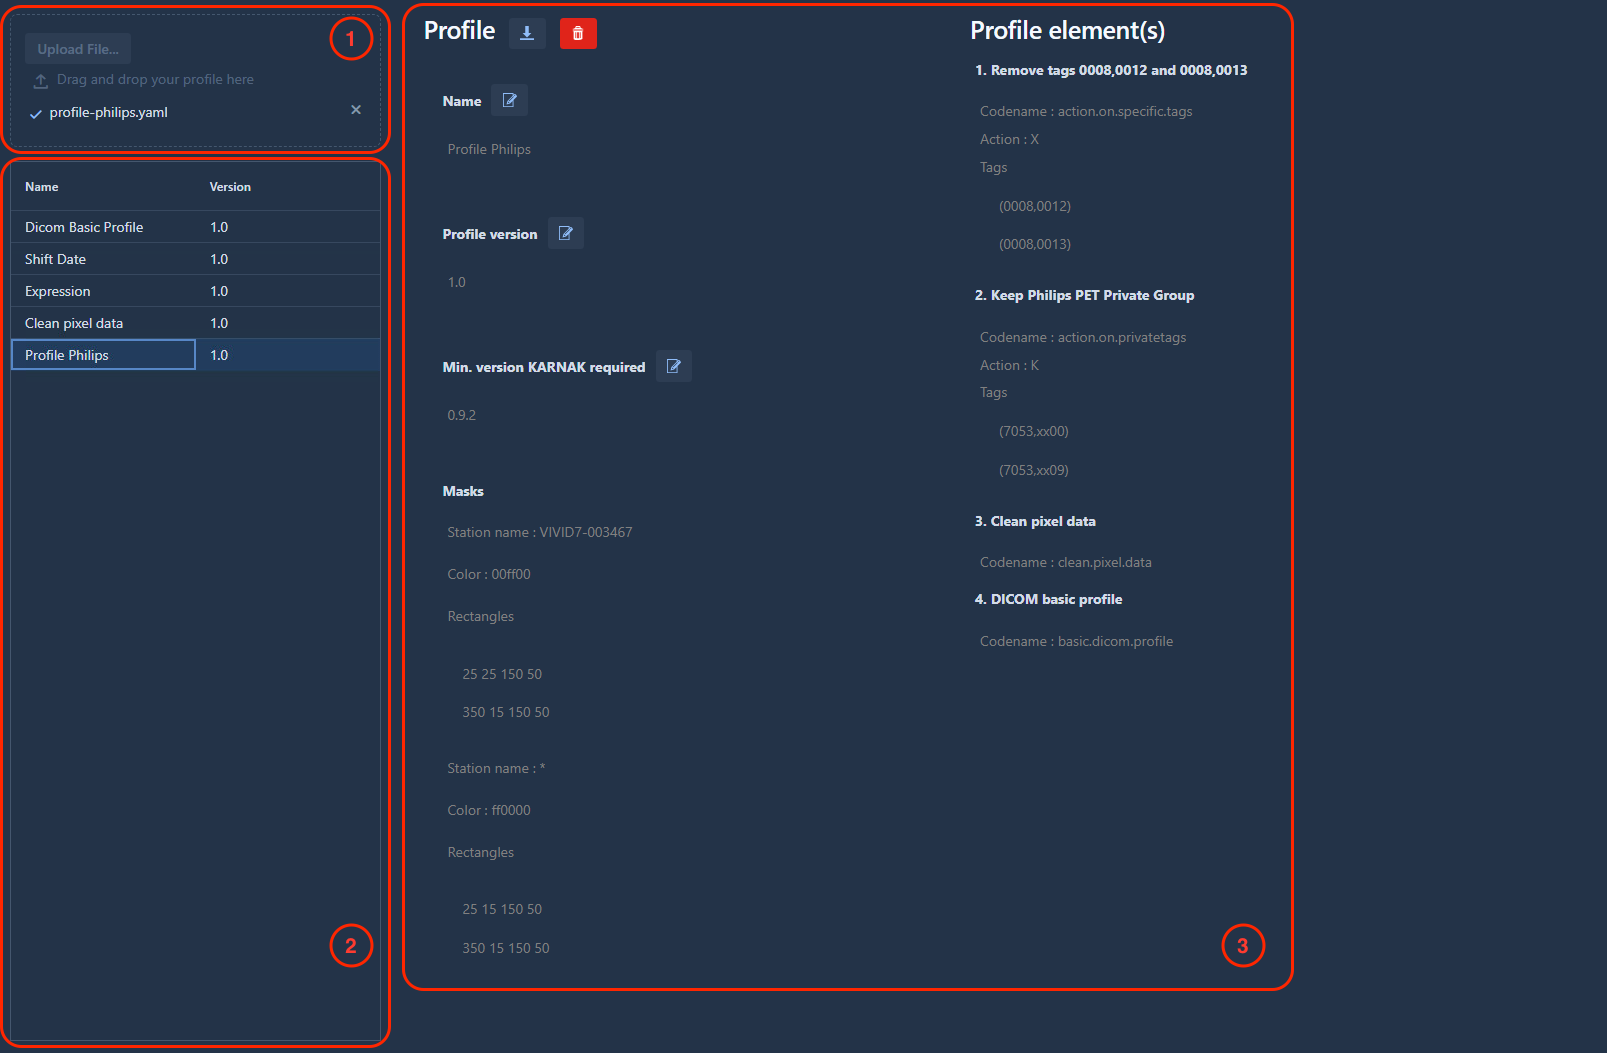 Upload File...
Drag and drop your profile here
profile-philips.yaml
1
Name Version
Dicom Basic Profile 1.0
Shift Date 1.0
Expression 1.0
Clean pixel data 1.0
Profile Philips 1.0
2
Profile
Name
Profile Philips
Profile version
1.0
Min. version KARNAK required
0.9.2
Masks
Station name : VIVID7-003467
Color : 00ff00
Rectangles
25 25 150 50
350 15 150 50
Station name : *
Color : ff0000
Rectangles
25 15 150 50
350 15 150 50
Profile element(s)
1. Remove tags 0008,0012 and 0008,0013
Codename : action.on.specific.tags
Action : X
Tags
(0008,0012)
(0008,0013)
2. Keep Philips PET Private Group
Codename : action.on.privatetags
Action : K
Tags
(7053,xx00)
(7053,xx09)
3. Clean pixel data
Codename : clean.pixel.data
4. DICOM basic profile
Codename : basic.dicom.profile
3